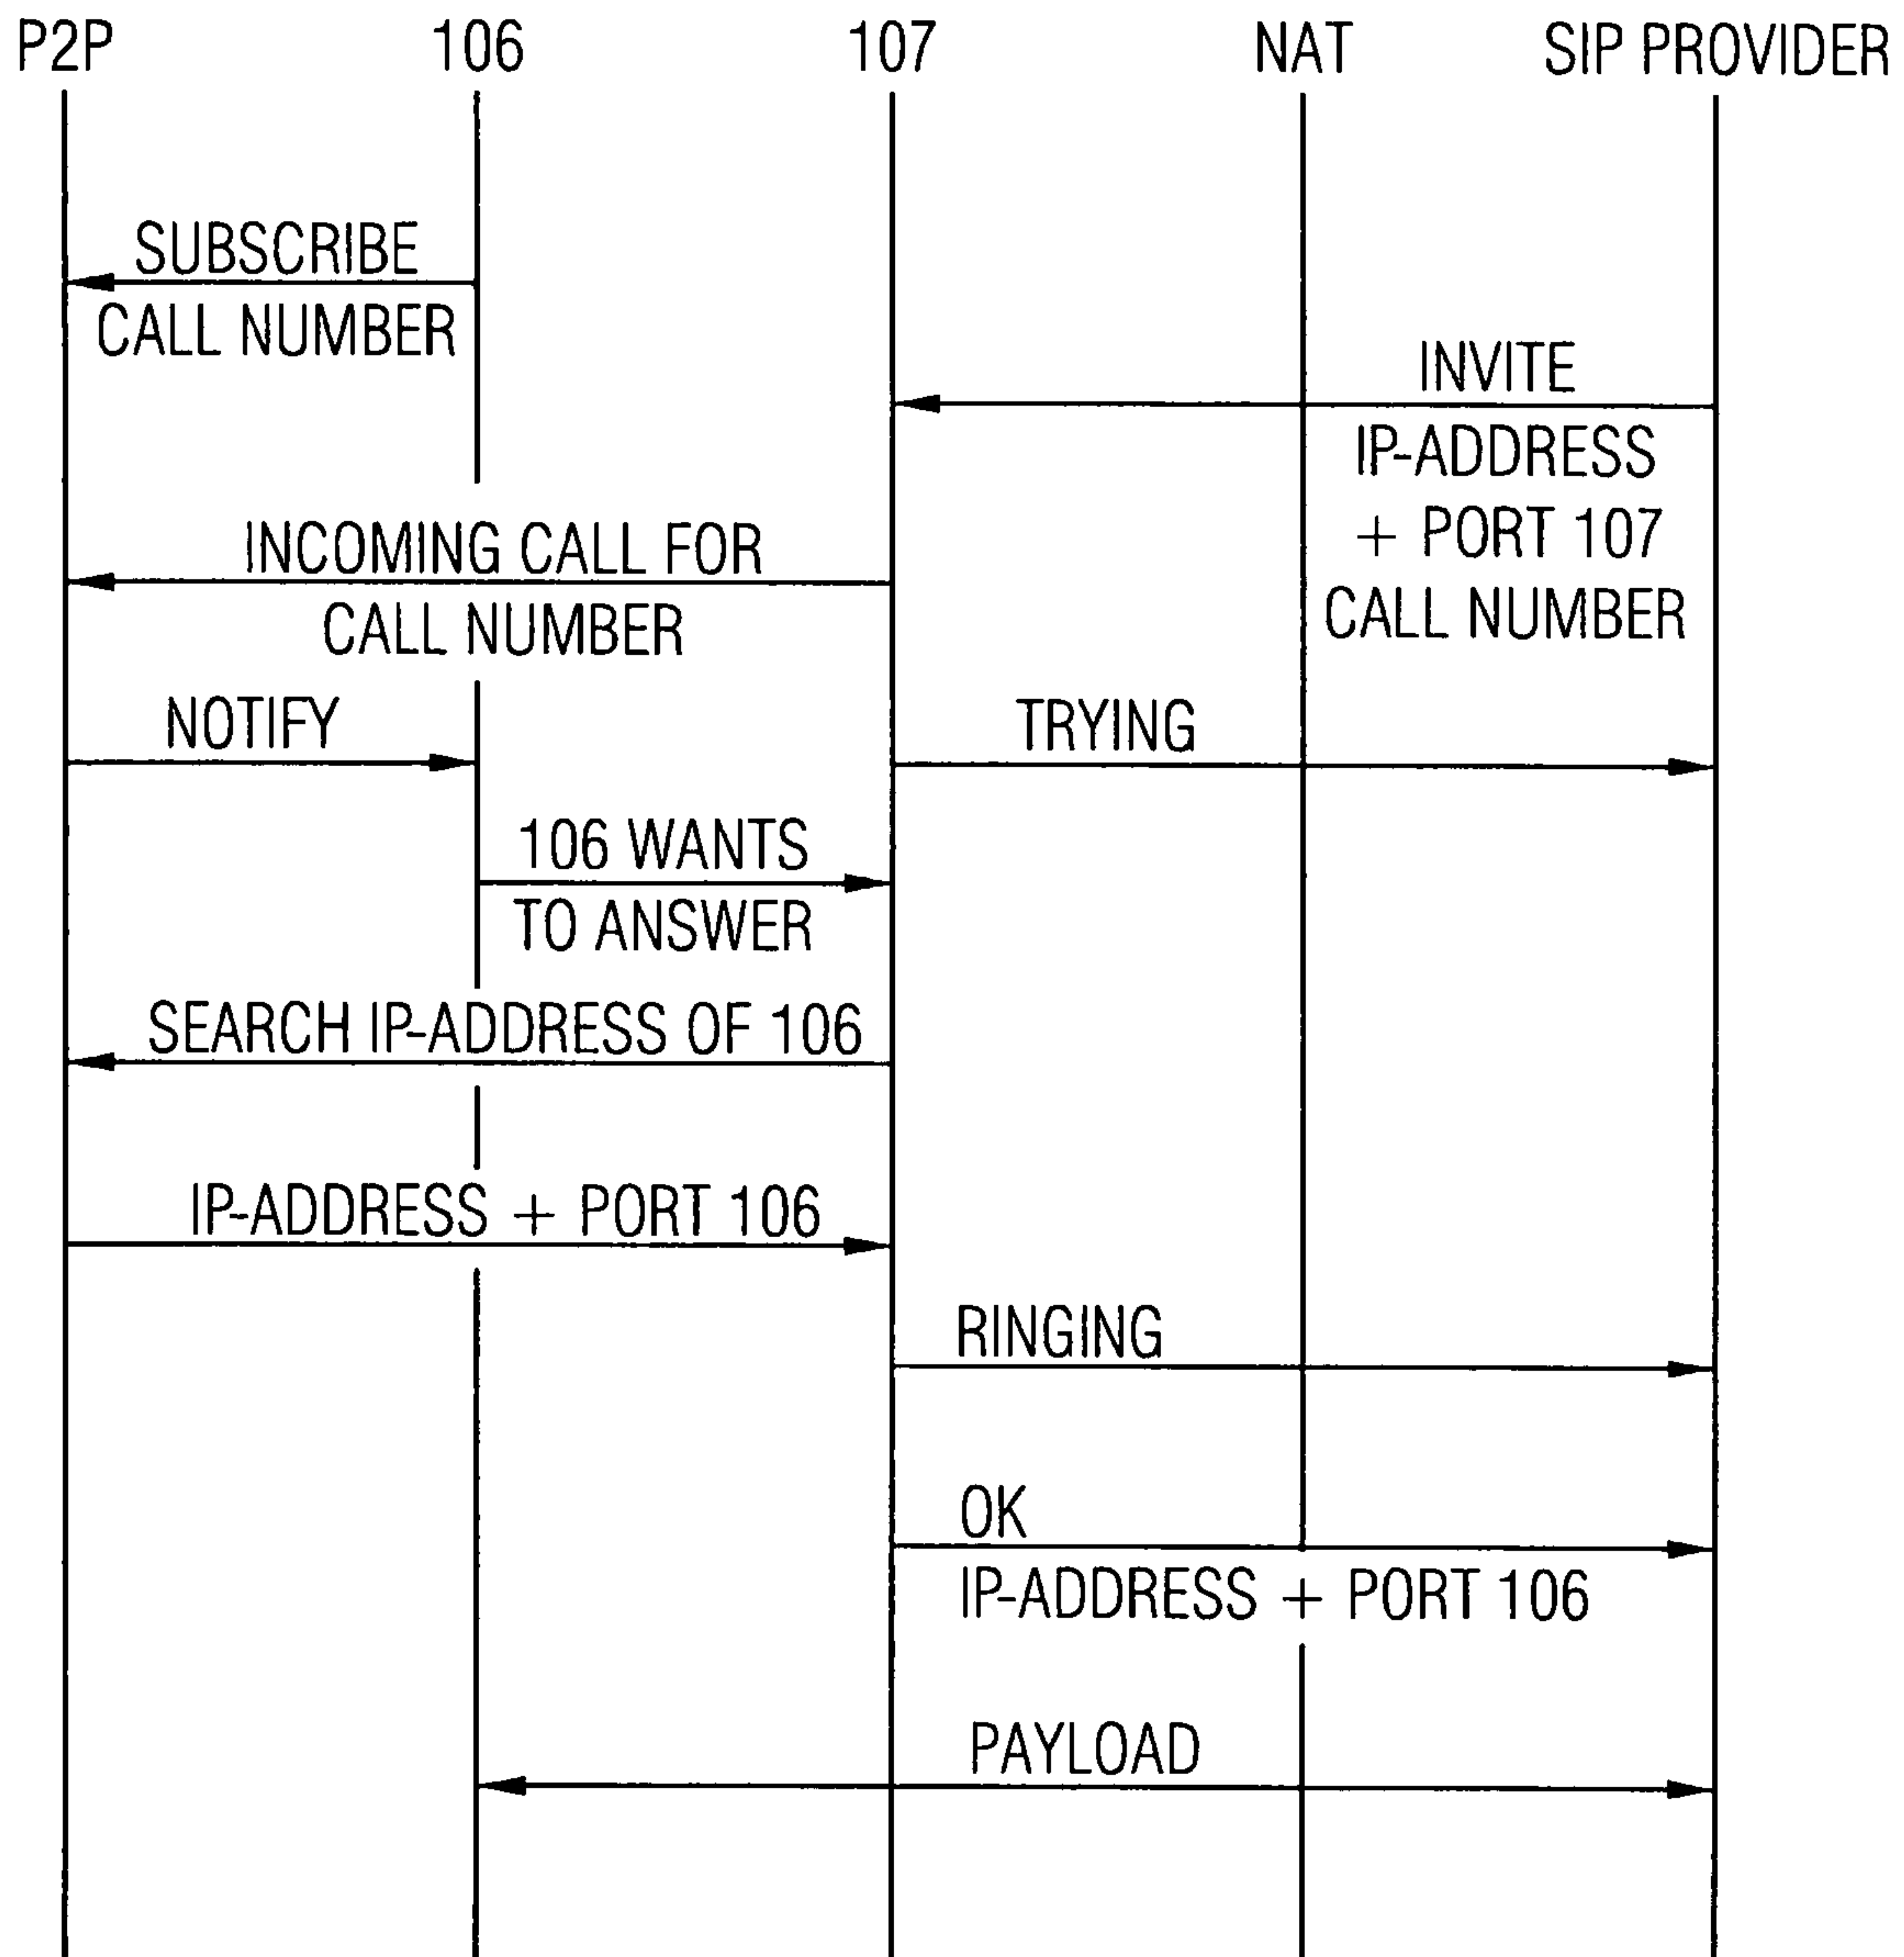 P2P 106 107 NAT SIP PROVIDER
SUBSCRIBE
CALL NUMBER
INVITE
IP-ADDRESS
+ PORT 107
CALL NUMBER
INCOMING CALL FOR
CALL NUMBER
NOTIFY
TRYING
106 WANTS
TO ANSWER
SEARCH IP-ADDRESS OF 106
IP-ADDRESS + PORT 106
RINGING
OK
IP-ADDRESS + PORT 106
PAYLOAD